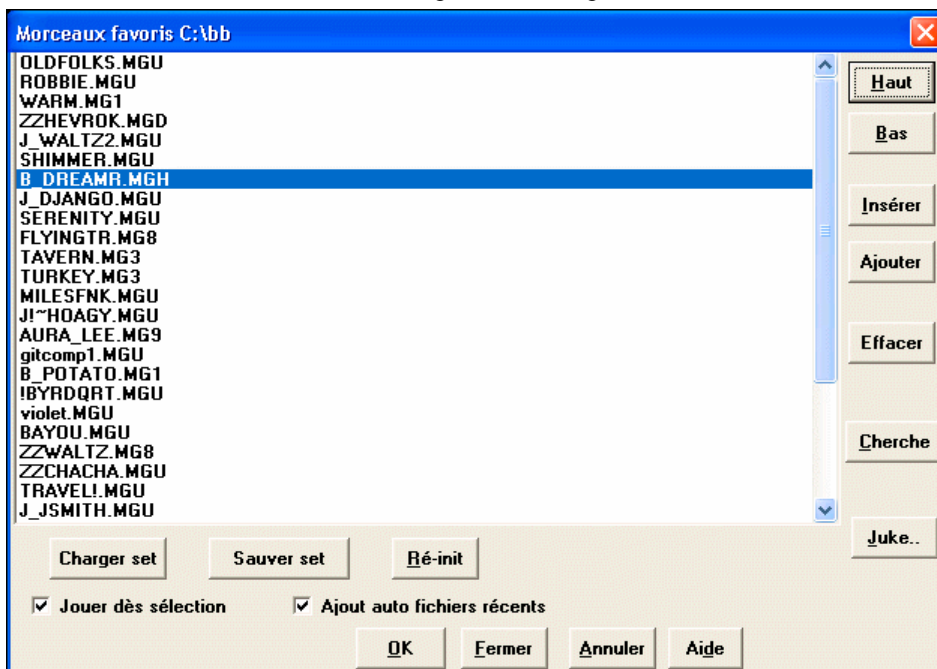 Morceaux favoris C:\bb
OLDFOLKS.MGU
ROBBIE.MGU
WARM.MG1
ZZHEVROK.MGD
J_WALTZ2.MGU
SHIMMER.MGU
B_DREAMR.MGH
J_DJANGO.MGU
SERENITY.MGU
FLYINGTR.MG8
TAVERN.MG3
TURKEY.MG3
MILESFNK.MGU
J!~HOAGY.MGU
AURA_LEE.MG9
gitcomp1.MGU
B_POTATO.MG1
!BYRDQRT.MGU
violet.MGU
BAYOU.MGU
ZZWALTZ.MG8
ZZCHACHA.MGU
TRAVEL!.MGU
J_JSMITH.MGU
Haut
Bas
Insérer
Ajouter
Effacer
Cherche
Juke..
Charger set Sauver set Ré-init
Jouer dès sélection Ajout auto fichiers récents
OK Fermer Annuler Aide